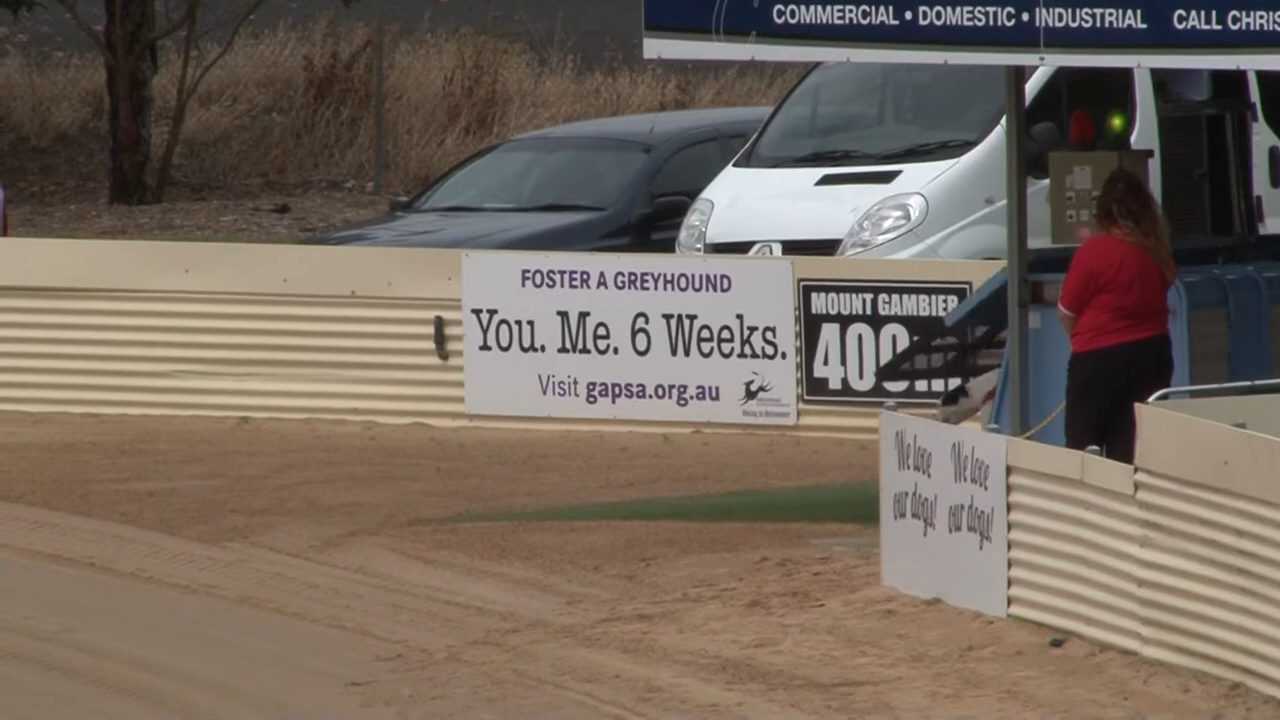 COMMERCIAL • DOMESTIC • INDUSTRIAL CALL CHRIS
FOSTER A GREYHOUND
You. Me. 6 Weeks.
Visit gapsa.org.au
MOUNT GAMBIER
400m
We love
our dogs!
We love
our dogs!